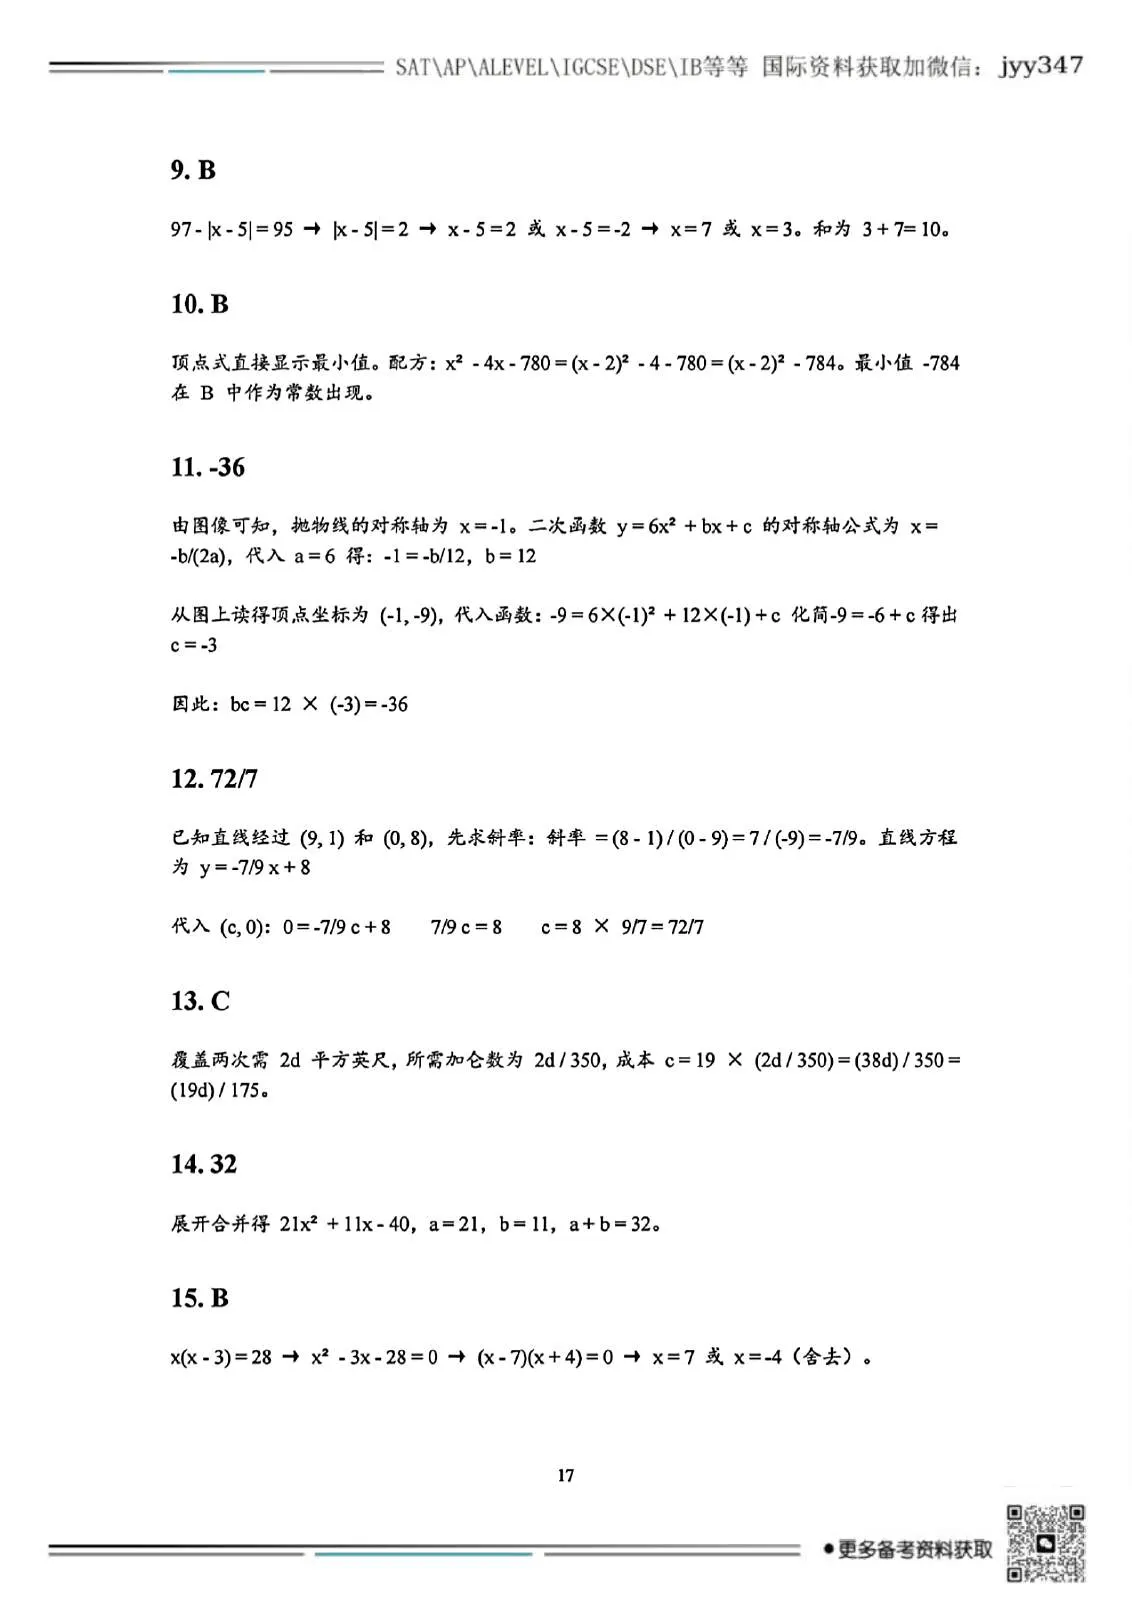 SAT\AP\ALEVEL\IGCSE\DSE\IB等等 国际资料获取加微信: jyy347
9. B
97 - |x - 5| = 95 → |x - 5| = 2 → x - 5 = 2 或 x - 5 = -2 → x = 7 或 x = 3。和为 3 + 7= 10。
10. B
顶点式直接显示最小值。配方：x² - 4x - 780 = (x - 2)² - 4 - 780 = (x - 2)² - 784。最小值 -784
在 B 中作为常数出现。
11. -36
由图像可知，抛物线的对称轴为 x = -1。二次函数 y = 6x² + bx + c 的对称轴公式为 x =
-b/(2a)，代入 a = 6 得：-1 = -b/12，b = 12
从图上读得顶点坐标为 (-1, -9)，代入函数：-9 = 6×(-1)² + 12×(-1) + c 化简-9 = -6 + c 得出
c = -3
因此：bc = 12 × (-3) = -36
12. 72/7
已知直线经过 (9, 1) 和 (0, 8)，先求斜率：斜率 = (8 - 1) / (0 - 9) = 7 / (-9) = -7/9。直线方程
为 y = -7/9 x + 8
代入 (c, 0)：0 = -7/9 c + 8 7/9 c = 8 c = 8 × 9/7 = 72/7
13. C
覆盖两次需 2d 平方英尺，所需加仑数为 2d / 350，成本 c = 19 × (2d / 350) = (38d) / 350 =
(19d) / 175。
14. 32
展开合并得 21x² + 11x - 40，a = 21，b = 11，a + b = 32。
15. B
x(x - 3) = 28 → x² - 3x - 28 = 0 → (x - 7)(x + 4) = 0 → x = 7 或 x = -4（舍去）。
17
●更多备考资料获取